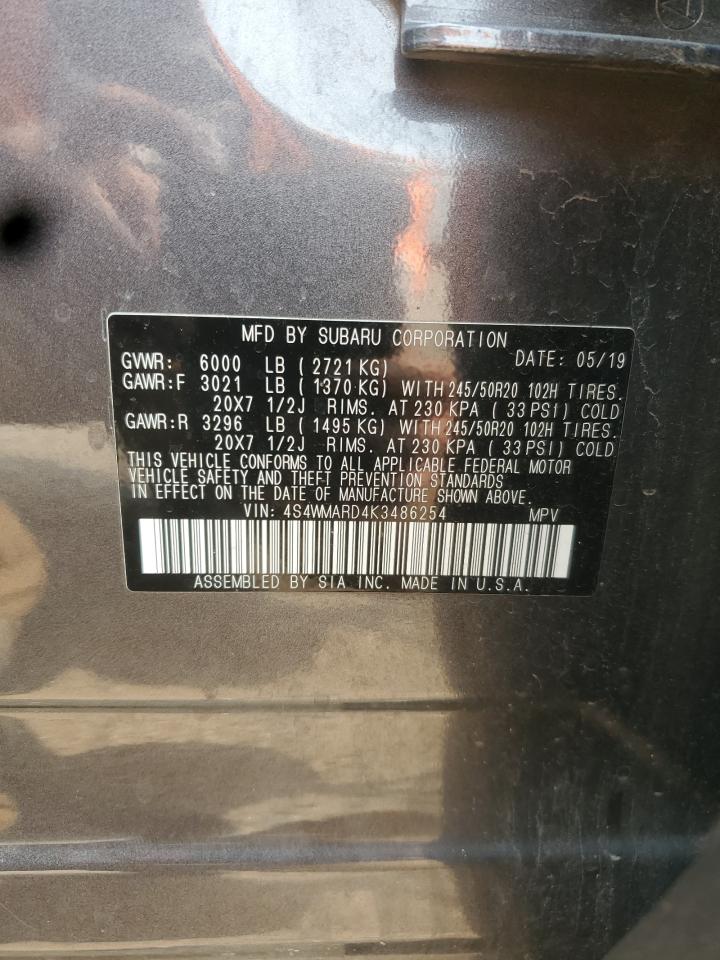 MFD BY SUBARU CORPORATION
GVWR: 6000 LB (2721 KG) DATE: 05/19
GAWR:F 3021 LB (1370 KG) WITH 245/50R20 102H TIRES.
20X7 1/2J RIMS. AT 230 KPA (33 PSI) COLD
GAWR:R 3296 LB (1495 KG) WITH 245/50R20 102H TIRES.
20X7 1/2J RIMS. AT 230 KPA (33 PSI) COLD
THIS VEHICLE CONFORMS TO ALL APPLICABLE FEDERAL MOTOR
VEHICLE SAFETY AND THEFT PREVENTION STANDARDS
IN EFFECT ON THE DATE OF MANUFACTURE SHOWN ABOVE.
VIN: 4S4WMARD4K3486254 MPV
ASSEMBLED BY SIA INC. MADE IN U.S.A.